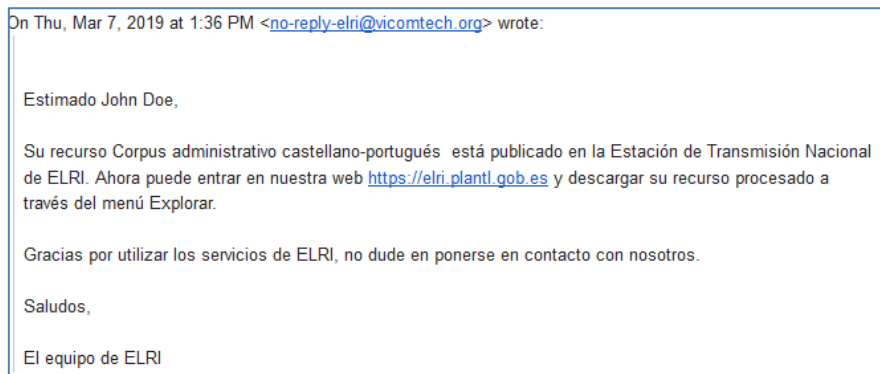 On Thu, Mar 7, 2019 at 1:36 PM <no-reply-elri@vicomtech.org> wrote:
Estimado John Doe,
Su recurso Corpus administrativo castellano-portugués  está publicado en la Estación de Transmisión Nacional
de ELRI. Ahora puede entrar en nuestra web https://elri.plantl.gob.es y descargar su recurso procesado a
través del menú Explorar.
Gracias por utilizar los servicios de ELRI, no dude en ponerse en contacto con nosotros.
Saludos,
El equipo de ELRI